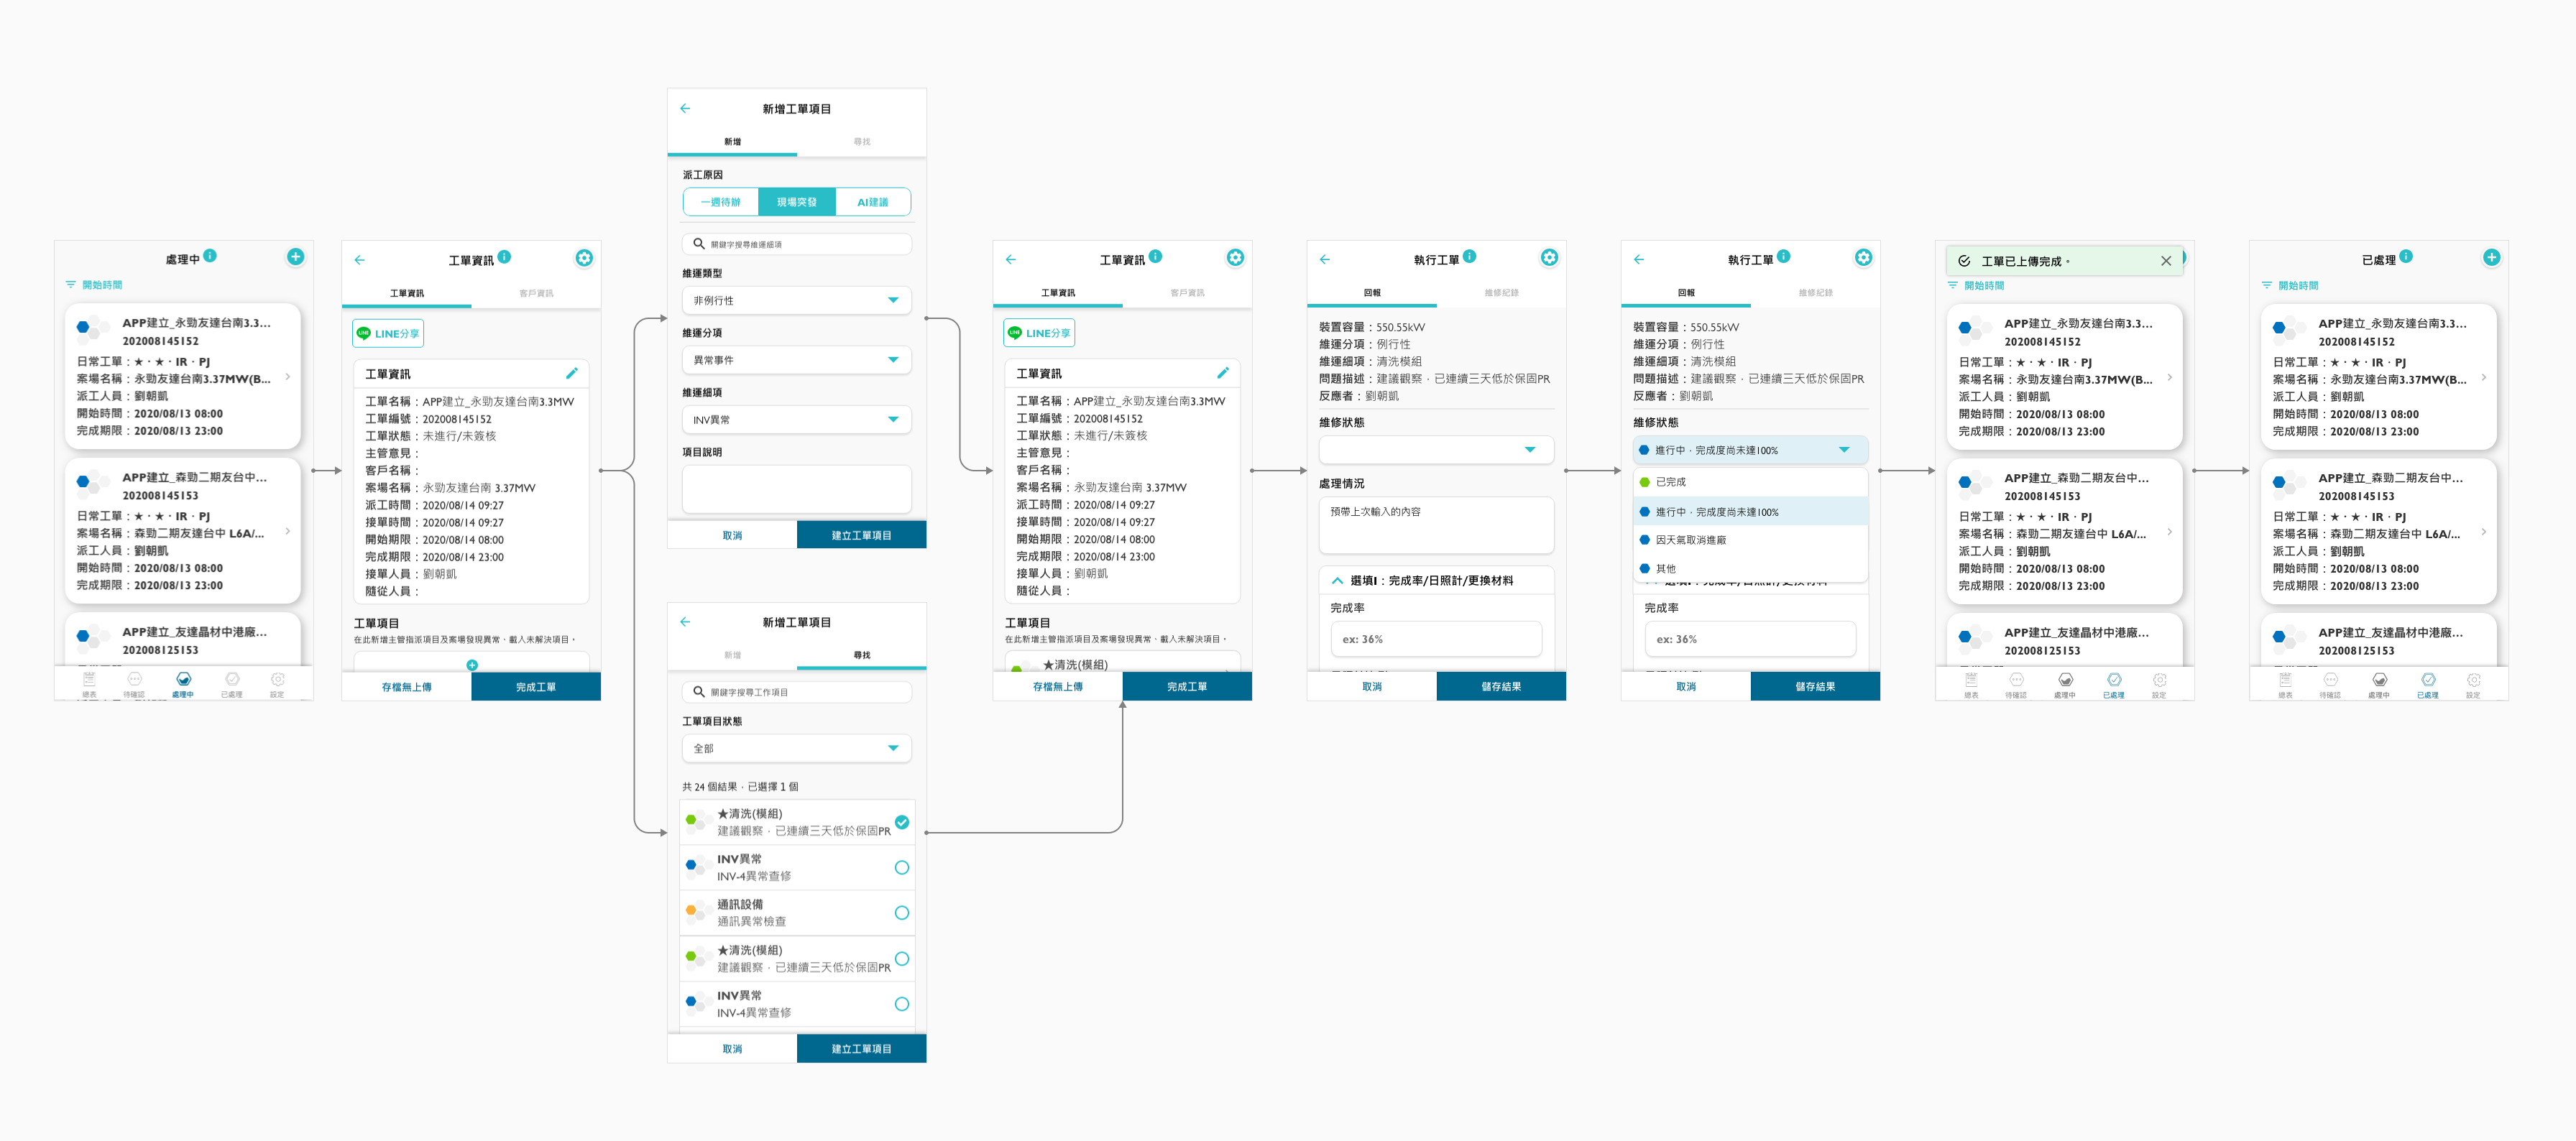 處理中
開始時間
APP建立_永勁友達台南3.3...
202008145152
日常工單：★・★・IR・PJ
案場名稱：永勁友達台南3.37MW(B...
派工人員：劉朝凱
開始時間：2020/08/13 08:00
完成期限：2020/08/13 23:00
APP建立_森勁二期友台中...
202008145153
日常工單：★・★・IR・PJ
案場名稱：森勁二期友達台中 L6A/...
派工人員：劉朝凱
開始時間：2020/08/13 08:00
完成期限：2020/08/13 23:00
APP建立_友達晶材中港廠...
202008125153
總表
待確認
處理中
已處理
設定
工單資訊
工單資訊
客戶資訊
LINE分享
工單資訊
工單名稱：APP建立_永勁友達台南3.3MW
工單編號：202008145152
工單狀態：未進行/未簽核
主管意見：
客戶名稱：
案場名稱：永勁友達台南 3.37MW
派工時間：2020/08/14 09:27
接單時間：2020/08/14 09:27
開始期限：2020/08/14 08:00
完成期限：2020/08/14 23:00
接單人員：劉朝凱
隨從人員：
工單項目
在此新增主管指派項目及案場發現異常、載入未解決項目。
存檔無上傳
完成工單
新增工單項目
新增
尋找
派工原因
一週待辦
現場突發
AI建議
關鍵字搜尋維運細項
維運類型
非例行性
維運分項
異常事件
維運細項
INV異常
項目說明
取消
建立工單項目
新增工單項目
新增
尋找
關鍵字搜尋工作項目
工單項目狀態
全部
共 24 個結果，已選擇 1 個
★清洗(模組)
建議觀察，已連續三天低於保固PR
INV異常
INV-4異常查修
通訊設備
通訊異常檢查
★清洗(模組)
建議觀察，已連續三天低於保固PR
INV異常
INV-4異常查修
取消
建立工單項目
工單資訊
工單資訊
客戶資訊
LINE分享
工單資訊
工單名稱：APP建立_永勁友達台南3.3MW
工單編號：202008145152
工單狀態：未進行/未簽核
主管意見：
客戶名稱：
案場名稱：永勁友達台南 3.37MW
派工時間：2020/08/14 09:27
接單時間：2020/08/14 09:27
開始期限：2020/08/14 08:00
完成期限：2020/08/14 23:00
接單人員：劉朝凱
隨從人員：
工單項目
在此新增主管指派項目及案場發現異常、載入未解決項目。
★清洗(模組)
存檔無上傳
完成工單
執行工單
回報
維修紀錄
裝置容量：550.55kW
維運分項：例行性
維運細項：清洗模組
問題描述：建議觀察，已連續三天低於保固PR
反應者：劉朝凱
維修狀態
處理情況
預帶上次輸入的內容
選填1：完成率/日照計/更換材料
完成率
ex: 36%
取消
儲存結果
執行工單
回報
維修紀錄
裝置容量：550.55kW
維運分項：例行性
維運細項：清洗模組
問題描述：建議觀察，已連續三天低於保固PR
反應者：劉朝凱
維修狀態
進行中，完成度尚未達100%
已完成
進行中，完成度尚未達100%
因天氣取消進廠
其他
完成率
ex: 36%
取消
儲存結果
工單已上傳完成。
開始時間
APP建立_永勁友達台南3.3...
202008145152
日常工單：★・★・IR・PJ
案場名稱：永勁友達台南3.37MW(B...
派工人員：劉朝凱
開始時間：2020/08/13 08:00
完成期限：2020/08/13 23:00
APP建立_森勁二期友台中...
202008145153
日常工單：★・★・IR・PJ
案場名稱：森勁二期友達台中 L6A/...
派工人員：劉朝凱
開始時間：2020/08/13 08:00
完成期限：2020/08/13 23:00
APP建立_友達晶材中港廠...
202008125153
總表
待確認
處理中
已處理
設定
已處理
開始時間
APP建立_永勁友達台南3.3...
202008145152
日常工單：★・★・IR・PJ
案場名稱：永勁友達台南3.37MW(B...
派工人員：劉朝凱
開始時間：2020/08/13 08:00
完成期限：2020/08/13 23:00
APP建立_森勁二期友台中...
202008145153
日常工單：★・★・IR・PJ
案場名稱：森勁二期友達台中 L6A/...
派工人員：劉朝凱
開始時間：2020/08/13 08:00
完成期限：2020/08/13 23:00
APP建立_友達晶材中港廠...
202008125153
總表
待確認
處理中
已處理
設定